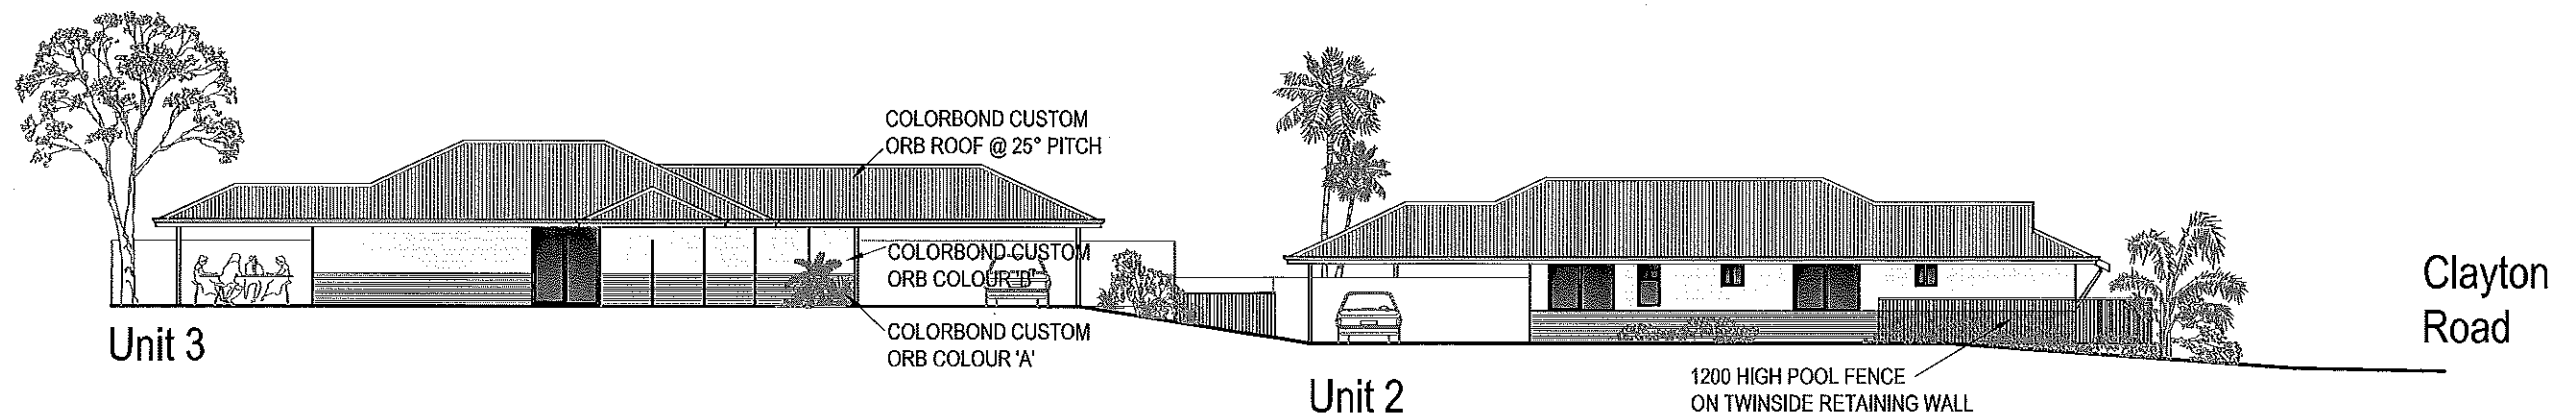 COLORBOND CUSTOM
ORB ROOF @ 25° PITCH
COLORBOND CUSTOM
ORB COLOUR 'B'
COLORBOND CUSTOM
ORB COLOUR 'A'
Unit 3
Unit 2
1200 HIGH POOL FENCE
ON TWINSIDE RETAINING WALL
Clayton
Road